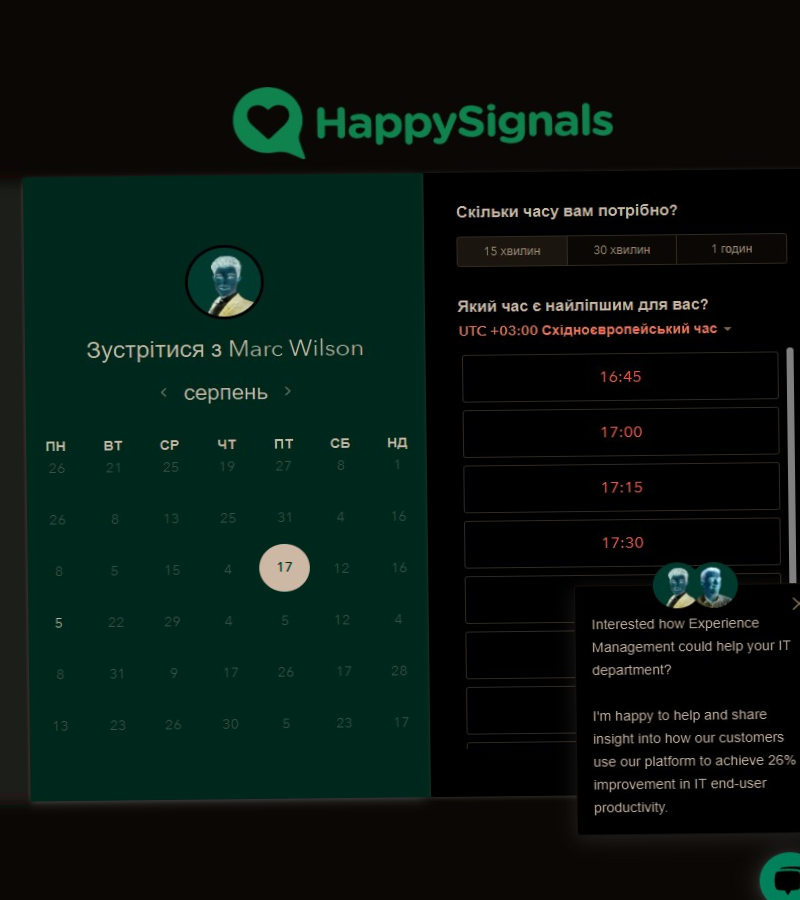 HappySignals
Зустрітися з Marc Wilson
серпень
ПН ВТ СР ЧТ ПТ СБ НД
26 21 25 19 27 8 1
26 8 13 25 31 4 16
8 5 15 4 17 12 16
5 22 29 4 5 12 4
8 31 9 17 26 17 28
13 23 26 30 5 23 17
Скільки часу вам потрібно?
15 хвилин 30 хвилин 1 годин
Який час є найліпшим для вас?
UTC +03:00 Східноєвропейський час
16:45
17:00
17:15
17:30
Interested how Experience
Management could help your IT
department?
I'm happy to help and share
insight into how our customers
use our platform to achieve 26%
improvement in IT end-user
productivity.